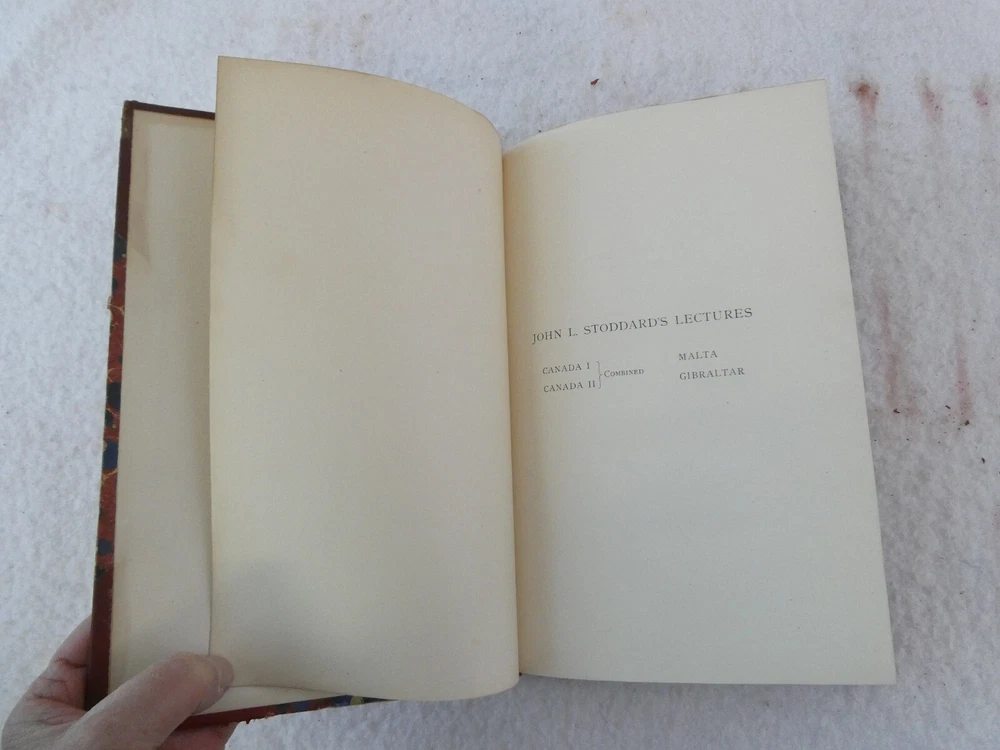 JOHN L. STODDARD'S LECTURES
CANADA I
CANADA II } COMBINED
MALTA
GIBRALTAR